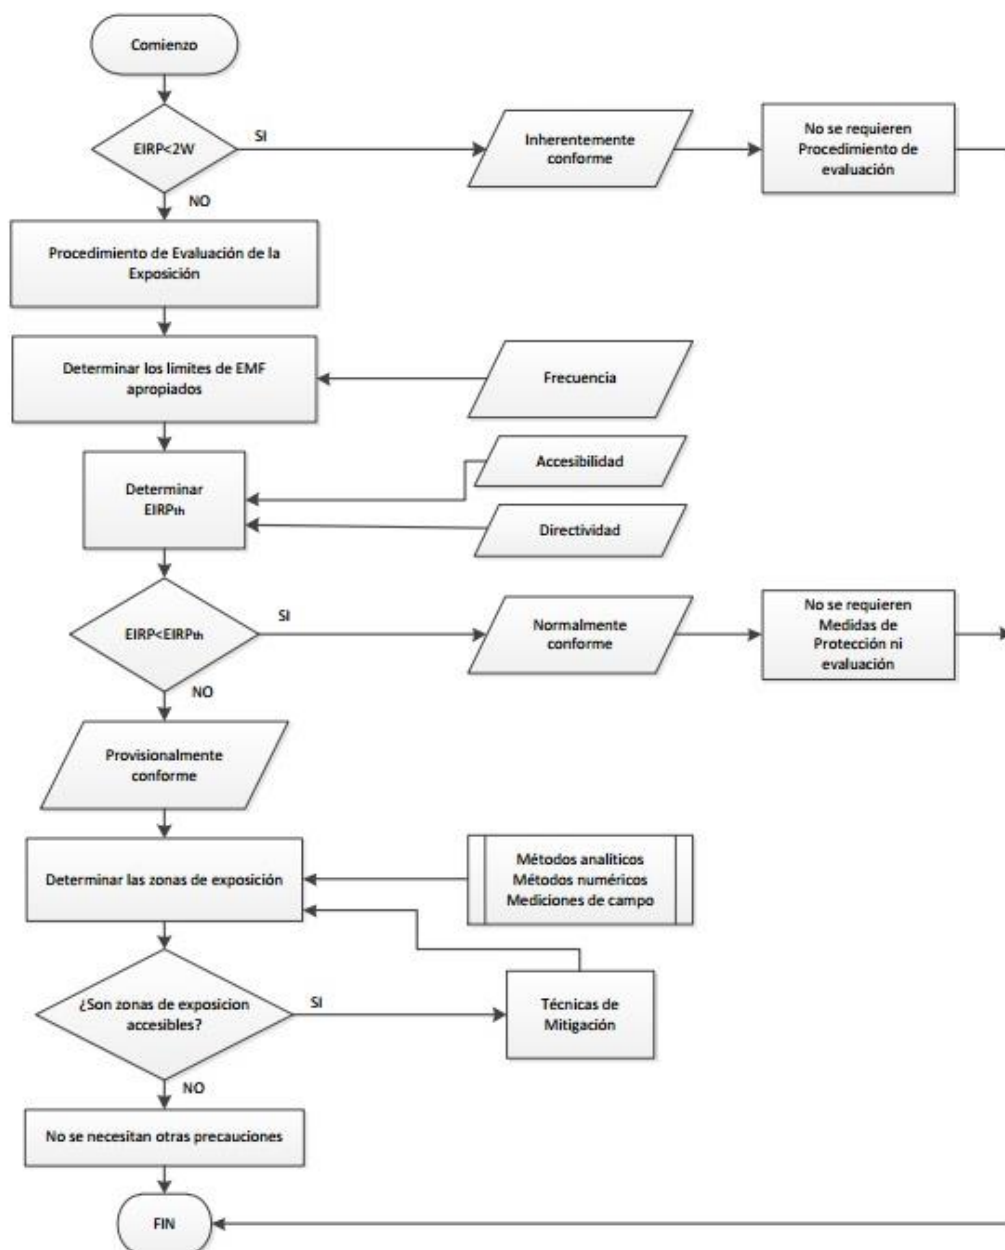 Comienzo
EIRP<2W
SI
Inherentemente
conforme
No se requieren
Procedimiento de
evaluación
NO
Procedimiento de Evaluación de la
Exposición
Determinar los limites de EMF
apropiados
Frecuencia
Accesibilidad
Determinar
EIRPth
Directividad
EIRP<EIRPth
SI
Normalmente
conforme
No se requieren
Medidas de
Protección ni
evaluación
NO
Provisionalmente
conforme
Determinar las zonas de exposición
Métodos analíticos
Métodos numéricos
Mediciones de campo
¿Son zonas de exposicion
accesibles?
SI
Técnicas de
Mitigación
NO
No se necesitan otras precauciones
FIN